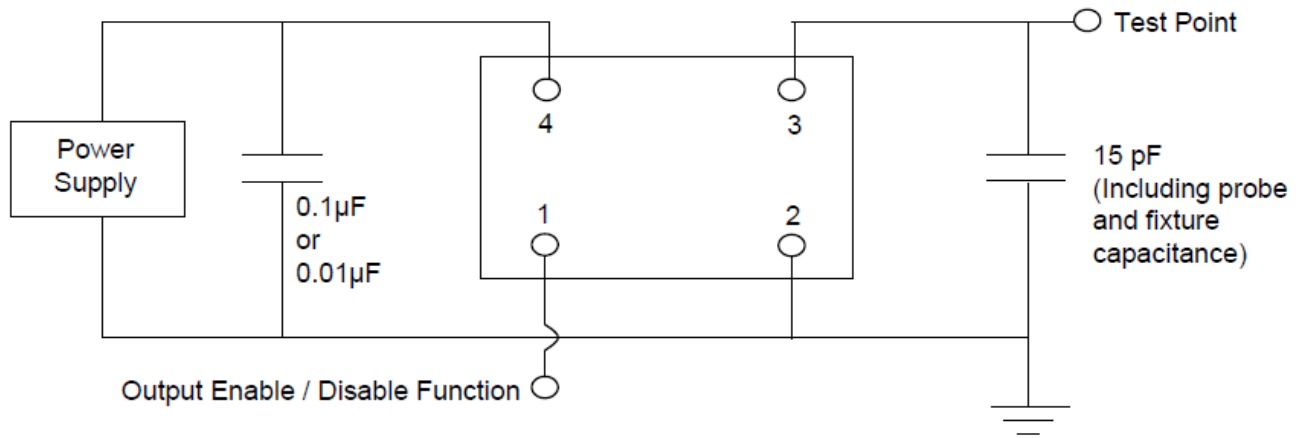 Test Point
4
3
Power
Supply
15 pF
(Including probe
and fixture
capacitance)
0.1µF
or
0.01µF
1
2
Output Enable / Disable Function